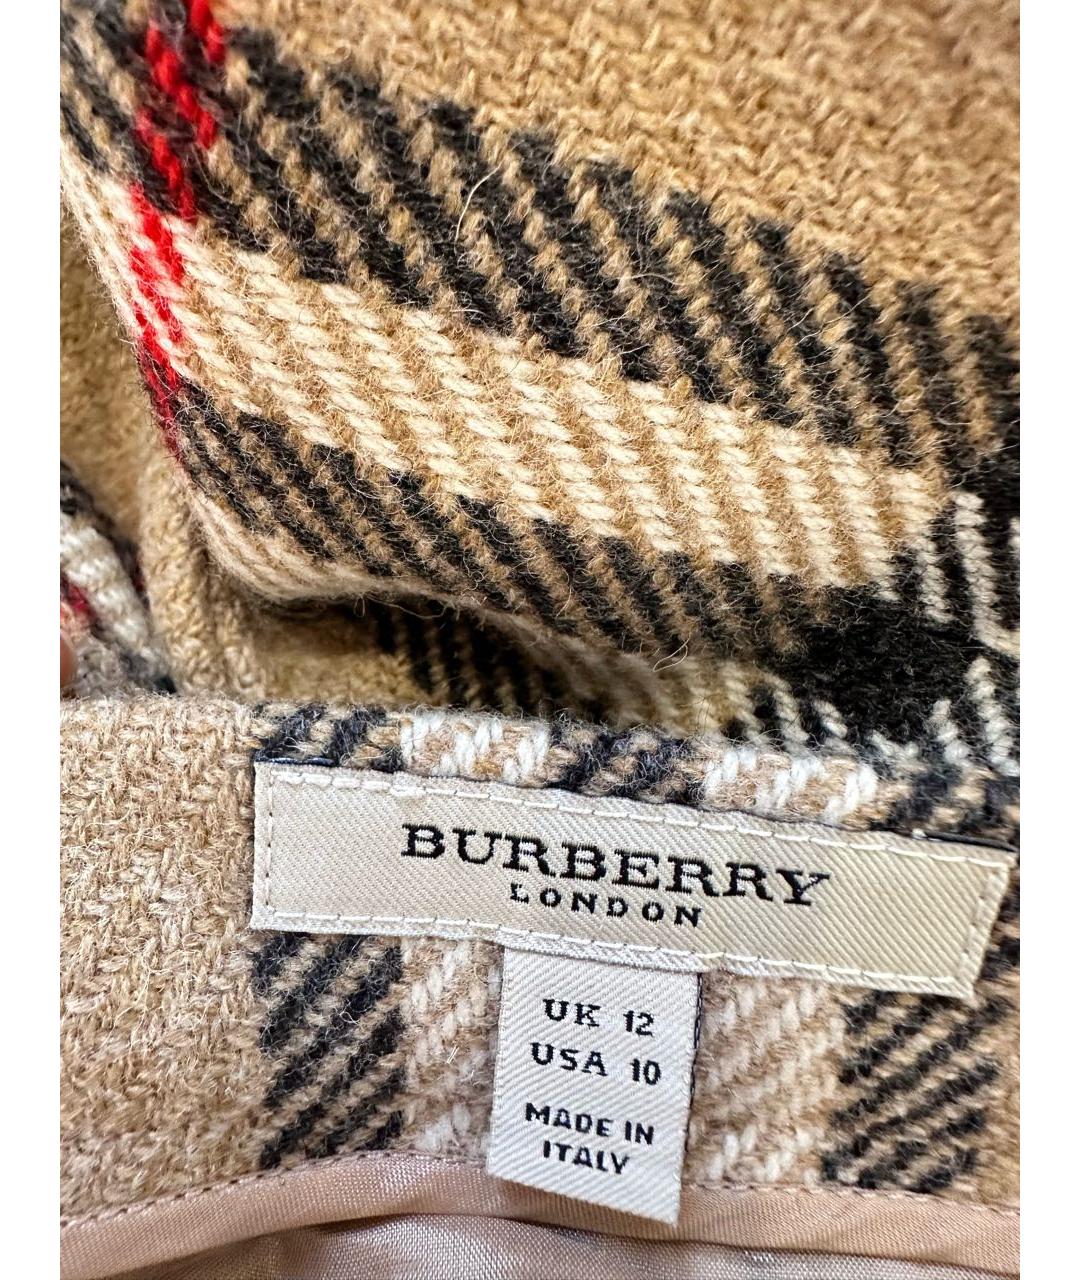 BURBERRY
LONDON
UK 12
USA 10
MADE IN
ITALY